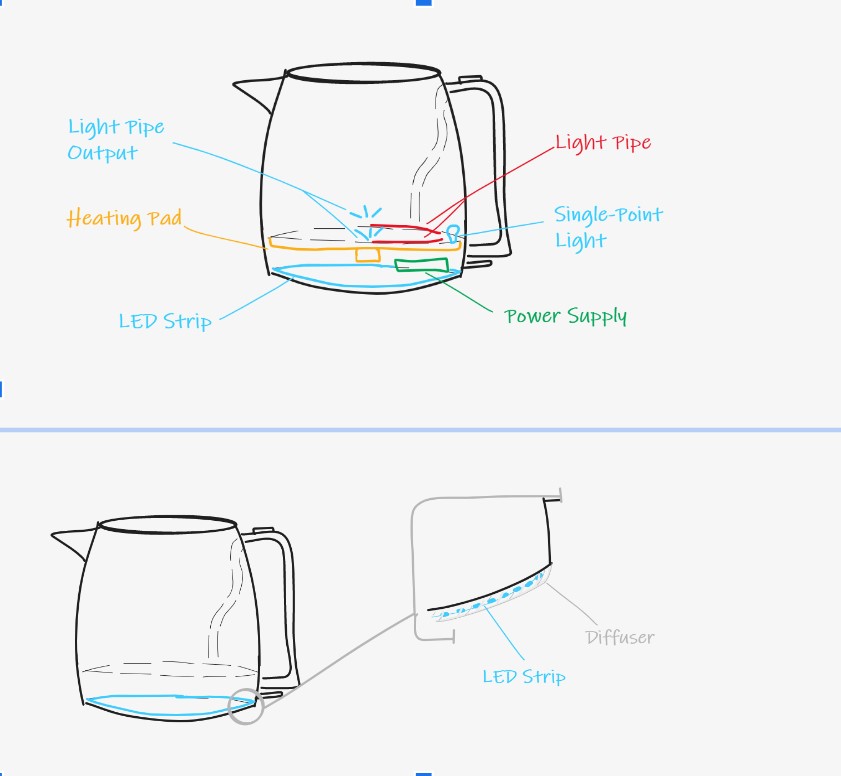 Light Pipe
Output
Light Pipe
Heating Pad
Single-Point
Light
LED Strip
Power Supply
Diffuser
LED Strip